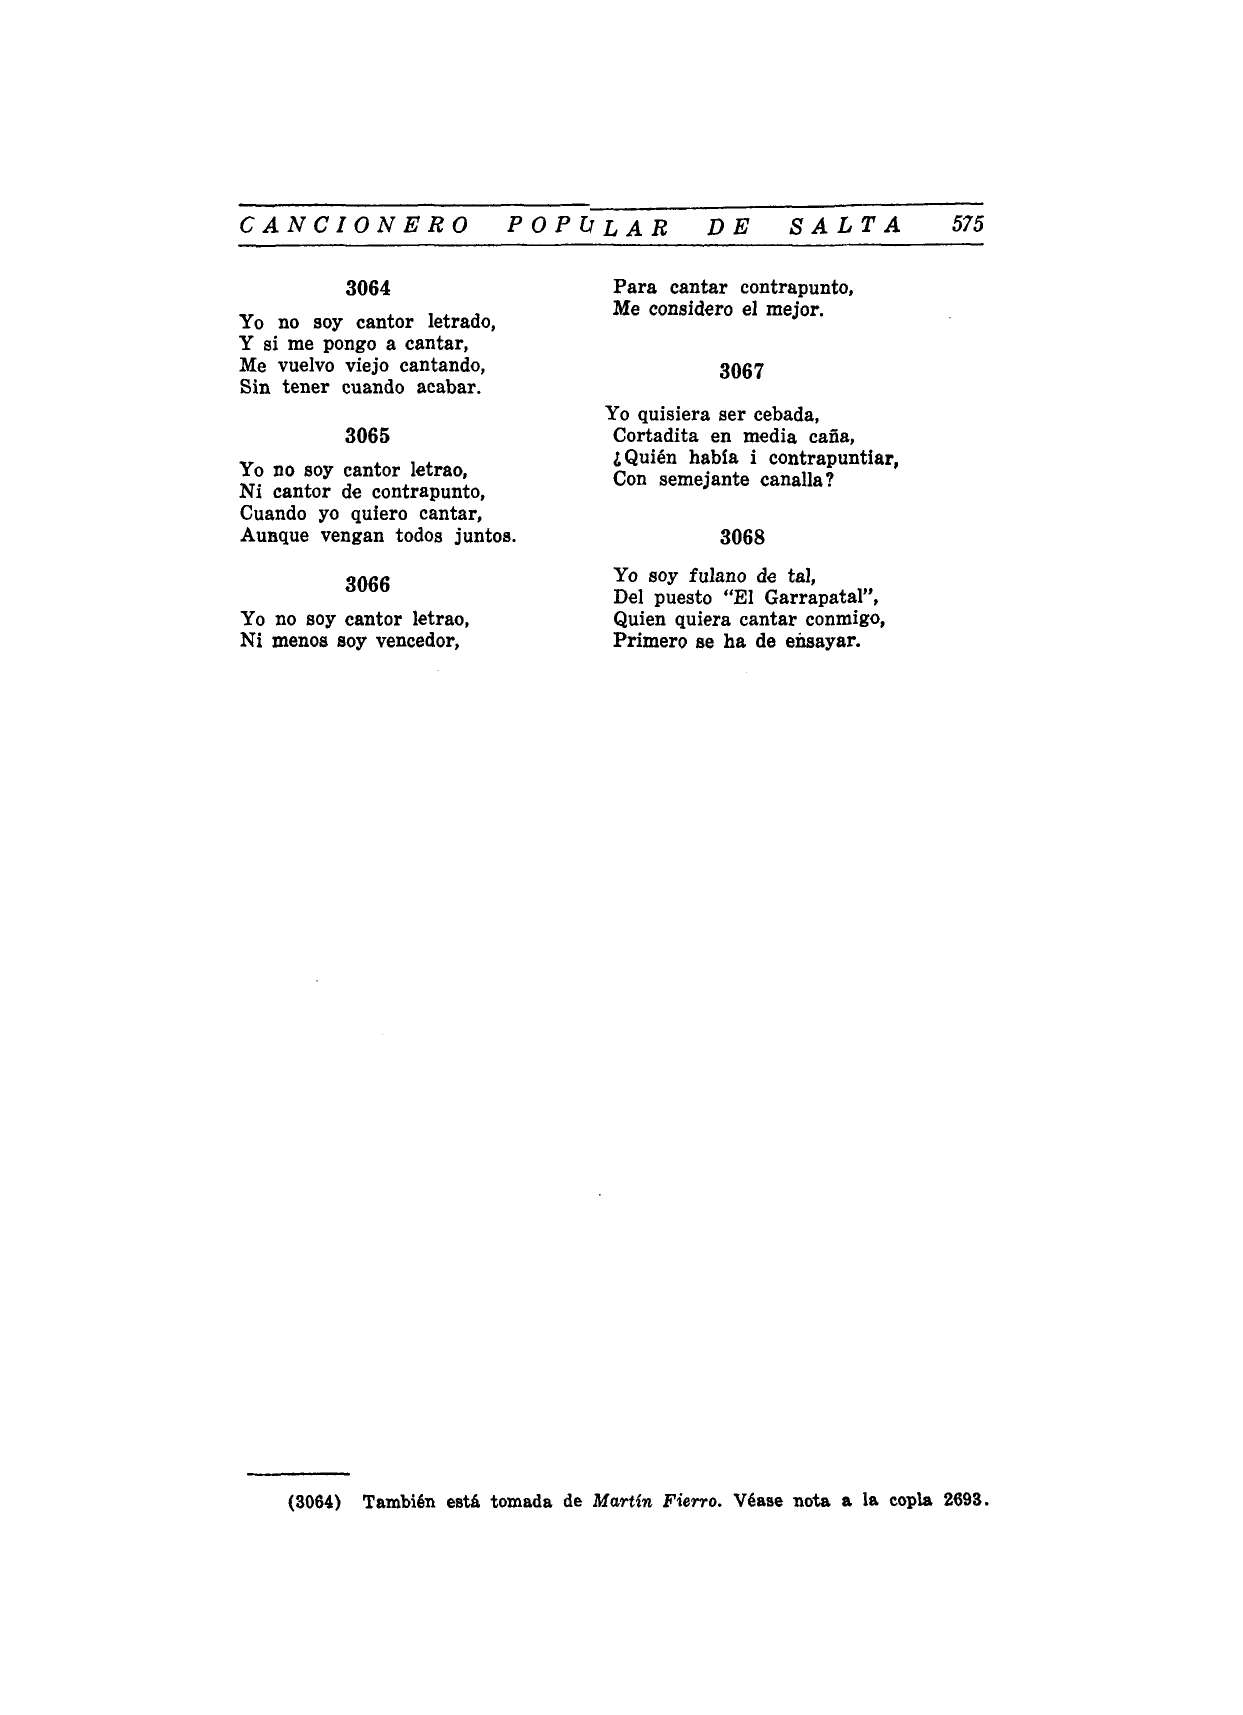 CANCIONERO POPULAR DE SALTA 575
3064
Yo no soy cantor letrado,
Y si me pongo a cantar,
Me vuelvo viejo cantando,
Sin tener cuando acabar.
3065
Yo no soy cantor letrao,
Ni cantor de contrapunto,
Cuando yo quiero cantar,
Aunque vengan todos juntos.
3066
Yo no soy cantor letrao,
Ni menos soy vencedor,
Para cantar contrapunto,
Me considero el mejor.
3067
Yo quisiera ser cebada,
Cortadita en media caña,
¿Quién había i contrapuntiar,
Con semejante canalla?
3068
Yo soy fulano de tal,
Del puesto “El Garrapatal”,
Quien quiera cantar conmigo,
Primero se ha de ensayar.
(3064) También está tomada de Martín Fierro. Véase nota a la copla 2693.